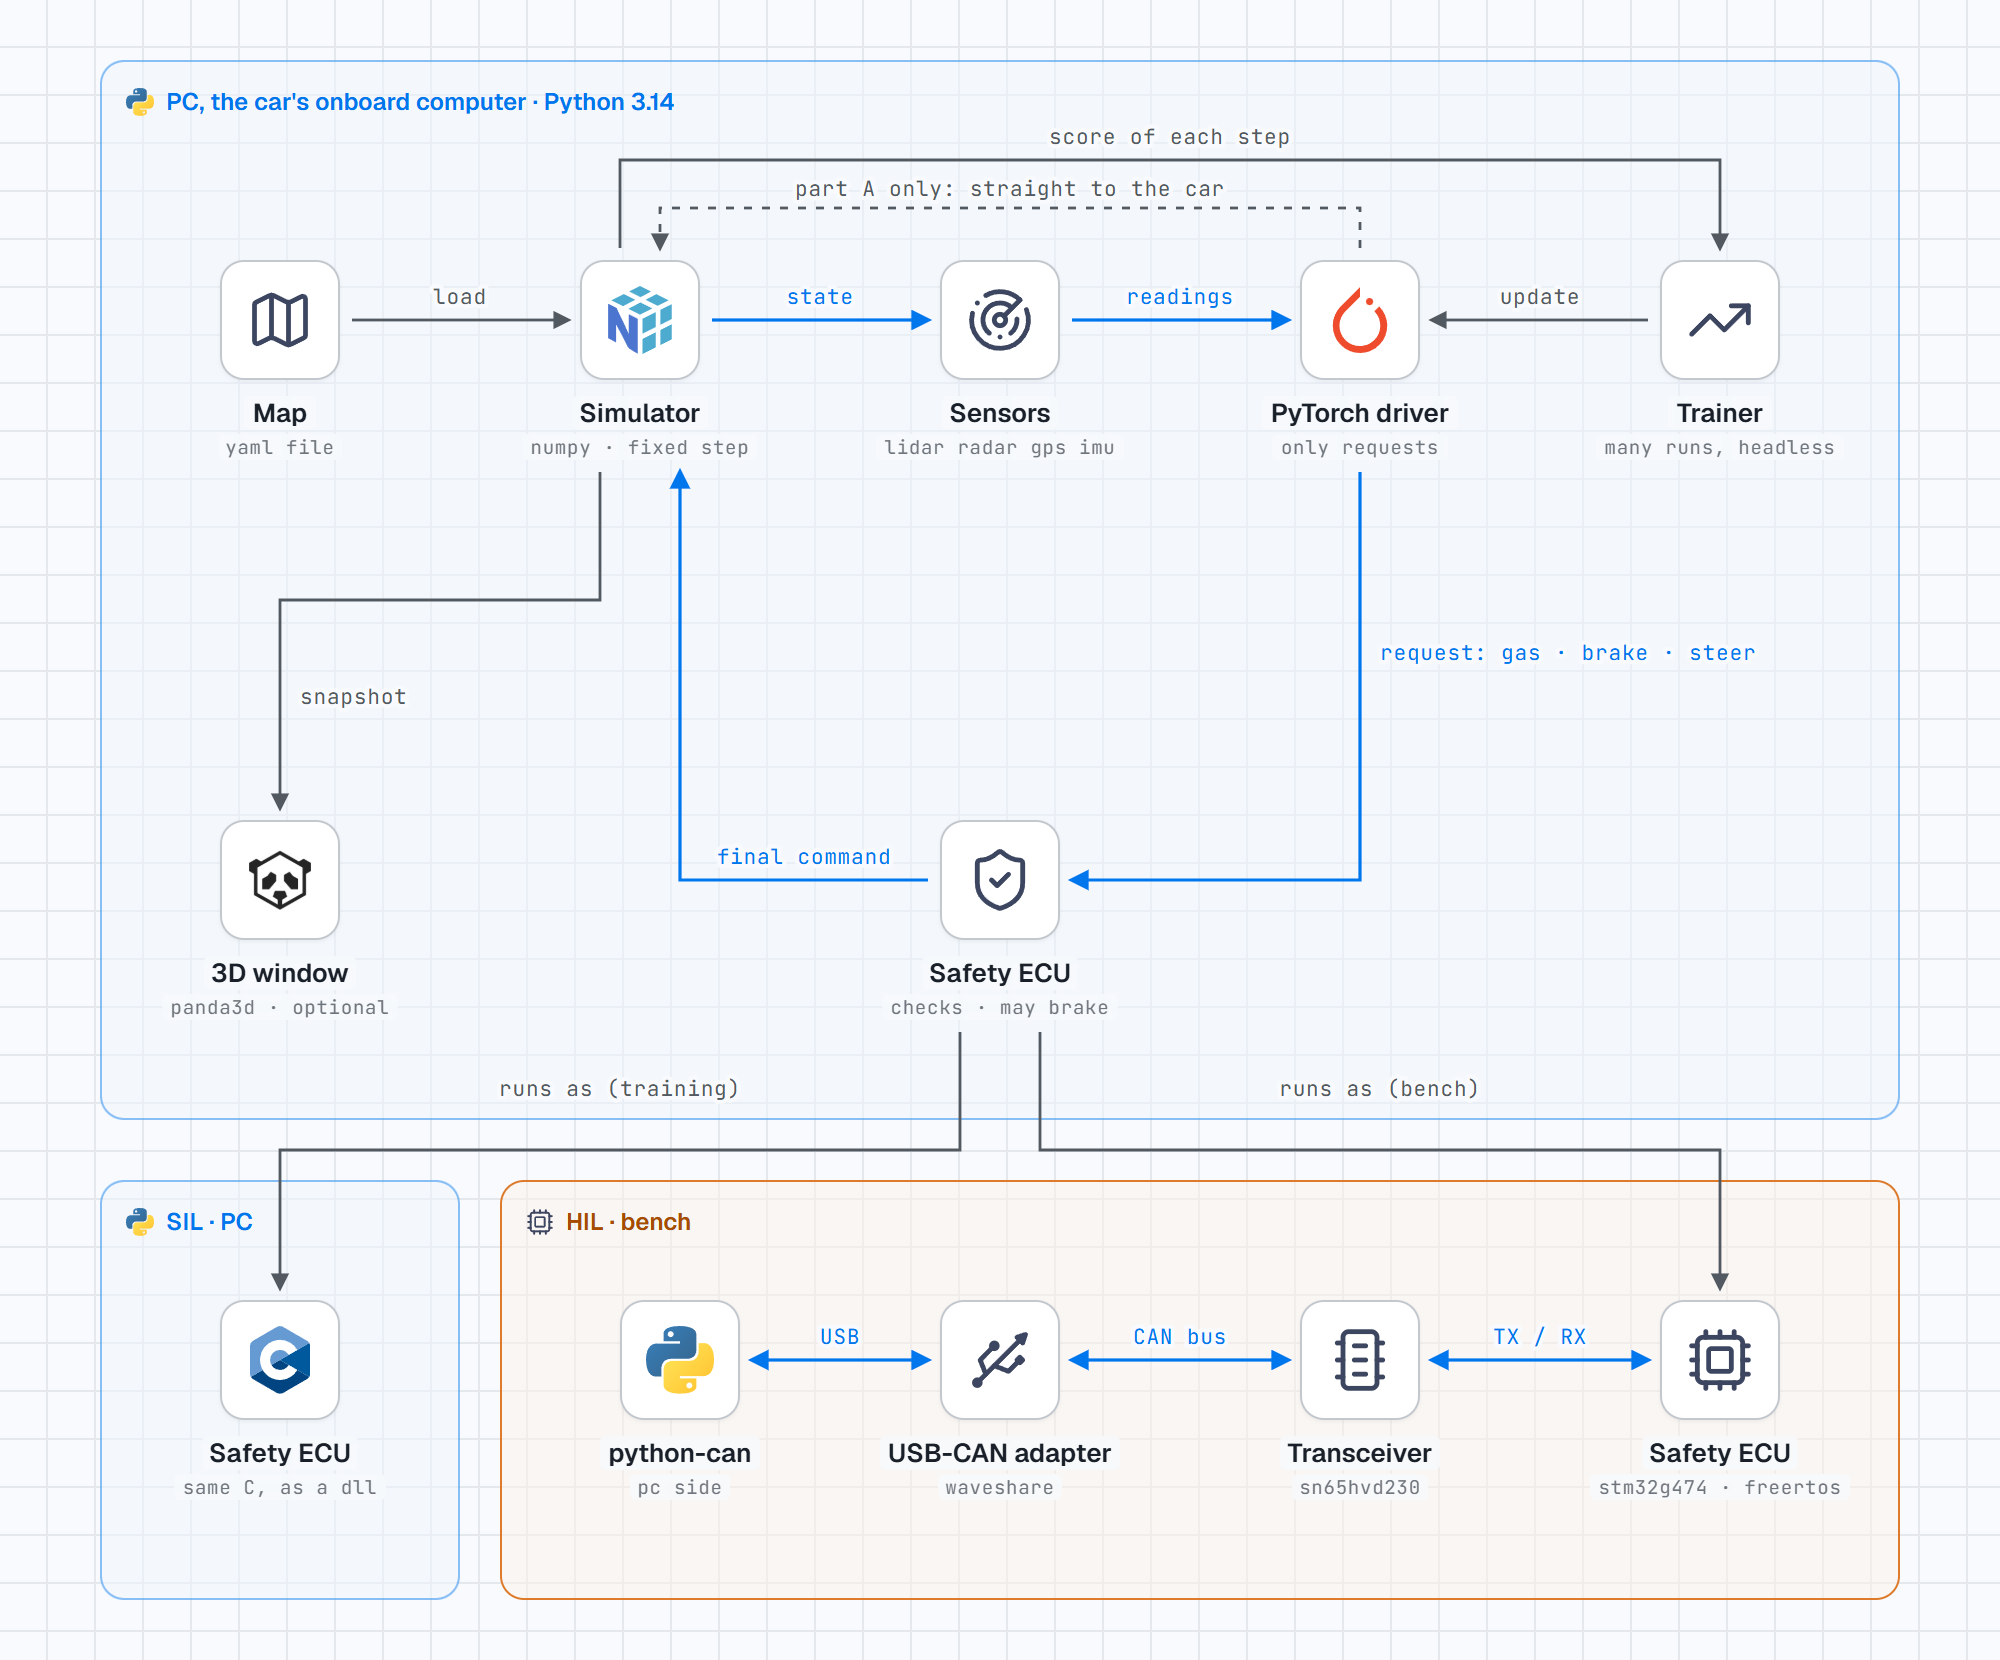 PC, the car's onboard computer · Python 3.14
score of each step
part A only: straight to the car
load
state
readings
update
Map
yaml file
Simulator
numpy · fixed step
Sensors
lidar radar gps imu
PyTorch driver
only requests
Trainer
many runs, headless
request: gas · brake · steer
snapshot
final command
3D window
panda3d · optional
Safety ECU
checks · may brake
runs as (training)
runs as (bench)
SIL · PC
HIL · bench
USB
CAN bus
TX / RX
Safety ECU
same C, as a dll
python-can
pc side
USB-CAN adapter
waveshare
Transceiver
sn65hvd230
Safety ECU
stm32g474 · freertos